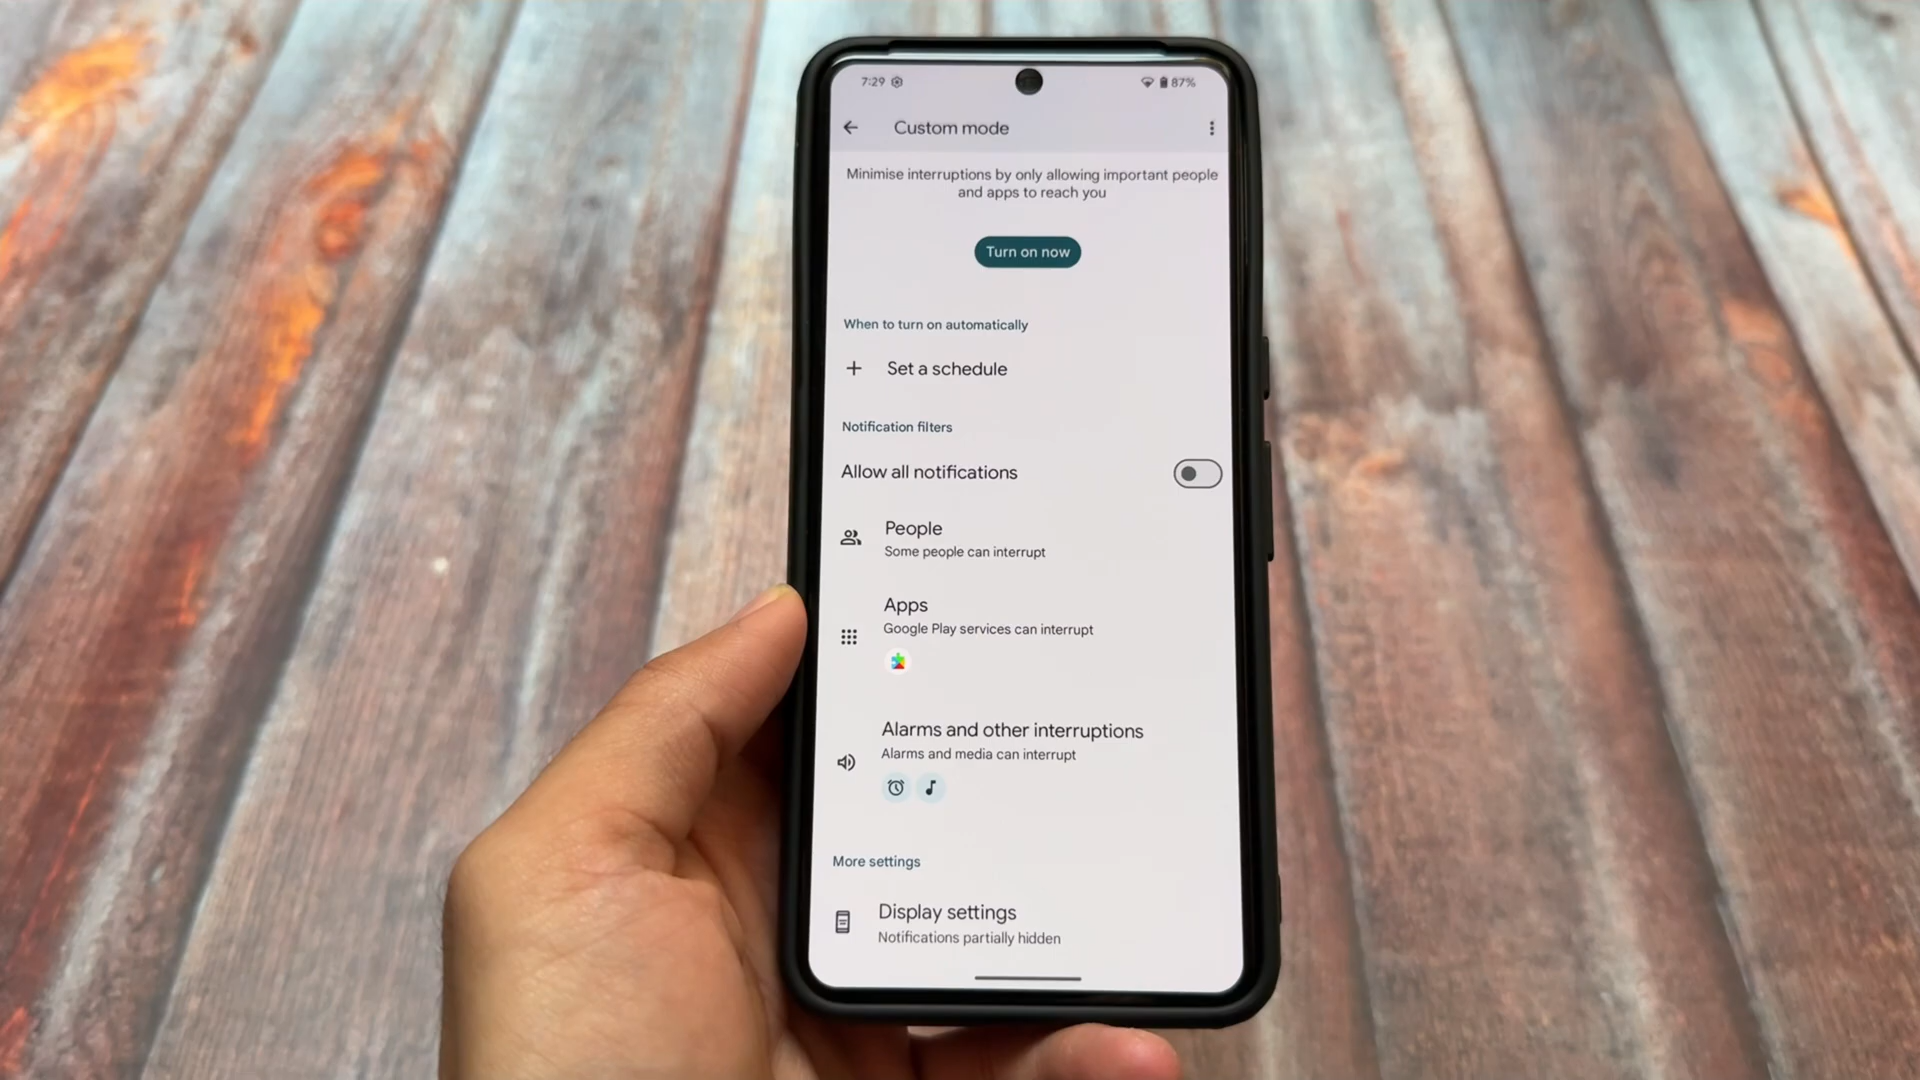 7:29
87%
Custom mode
Minimise interruptions by only allowing important people
and apps to reach you
Turn on now
When to turn on automatically
Set a schedule
Notification filters
Allow all notifications
People
Some people can interrupt
Apps
Google Play services can interrupt
Alarms and other interruptions
Alarms and media can interrupt
More settings
Display settings
Notifications partially hidden